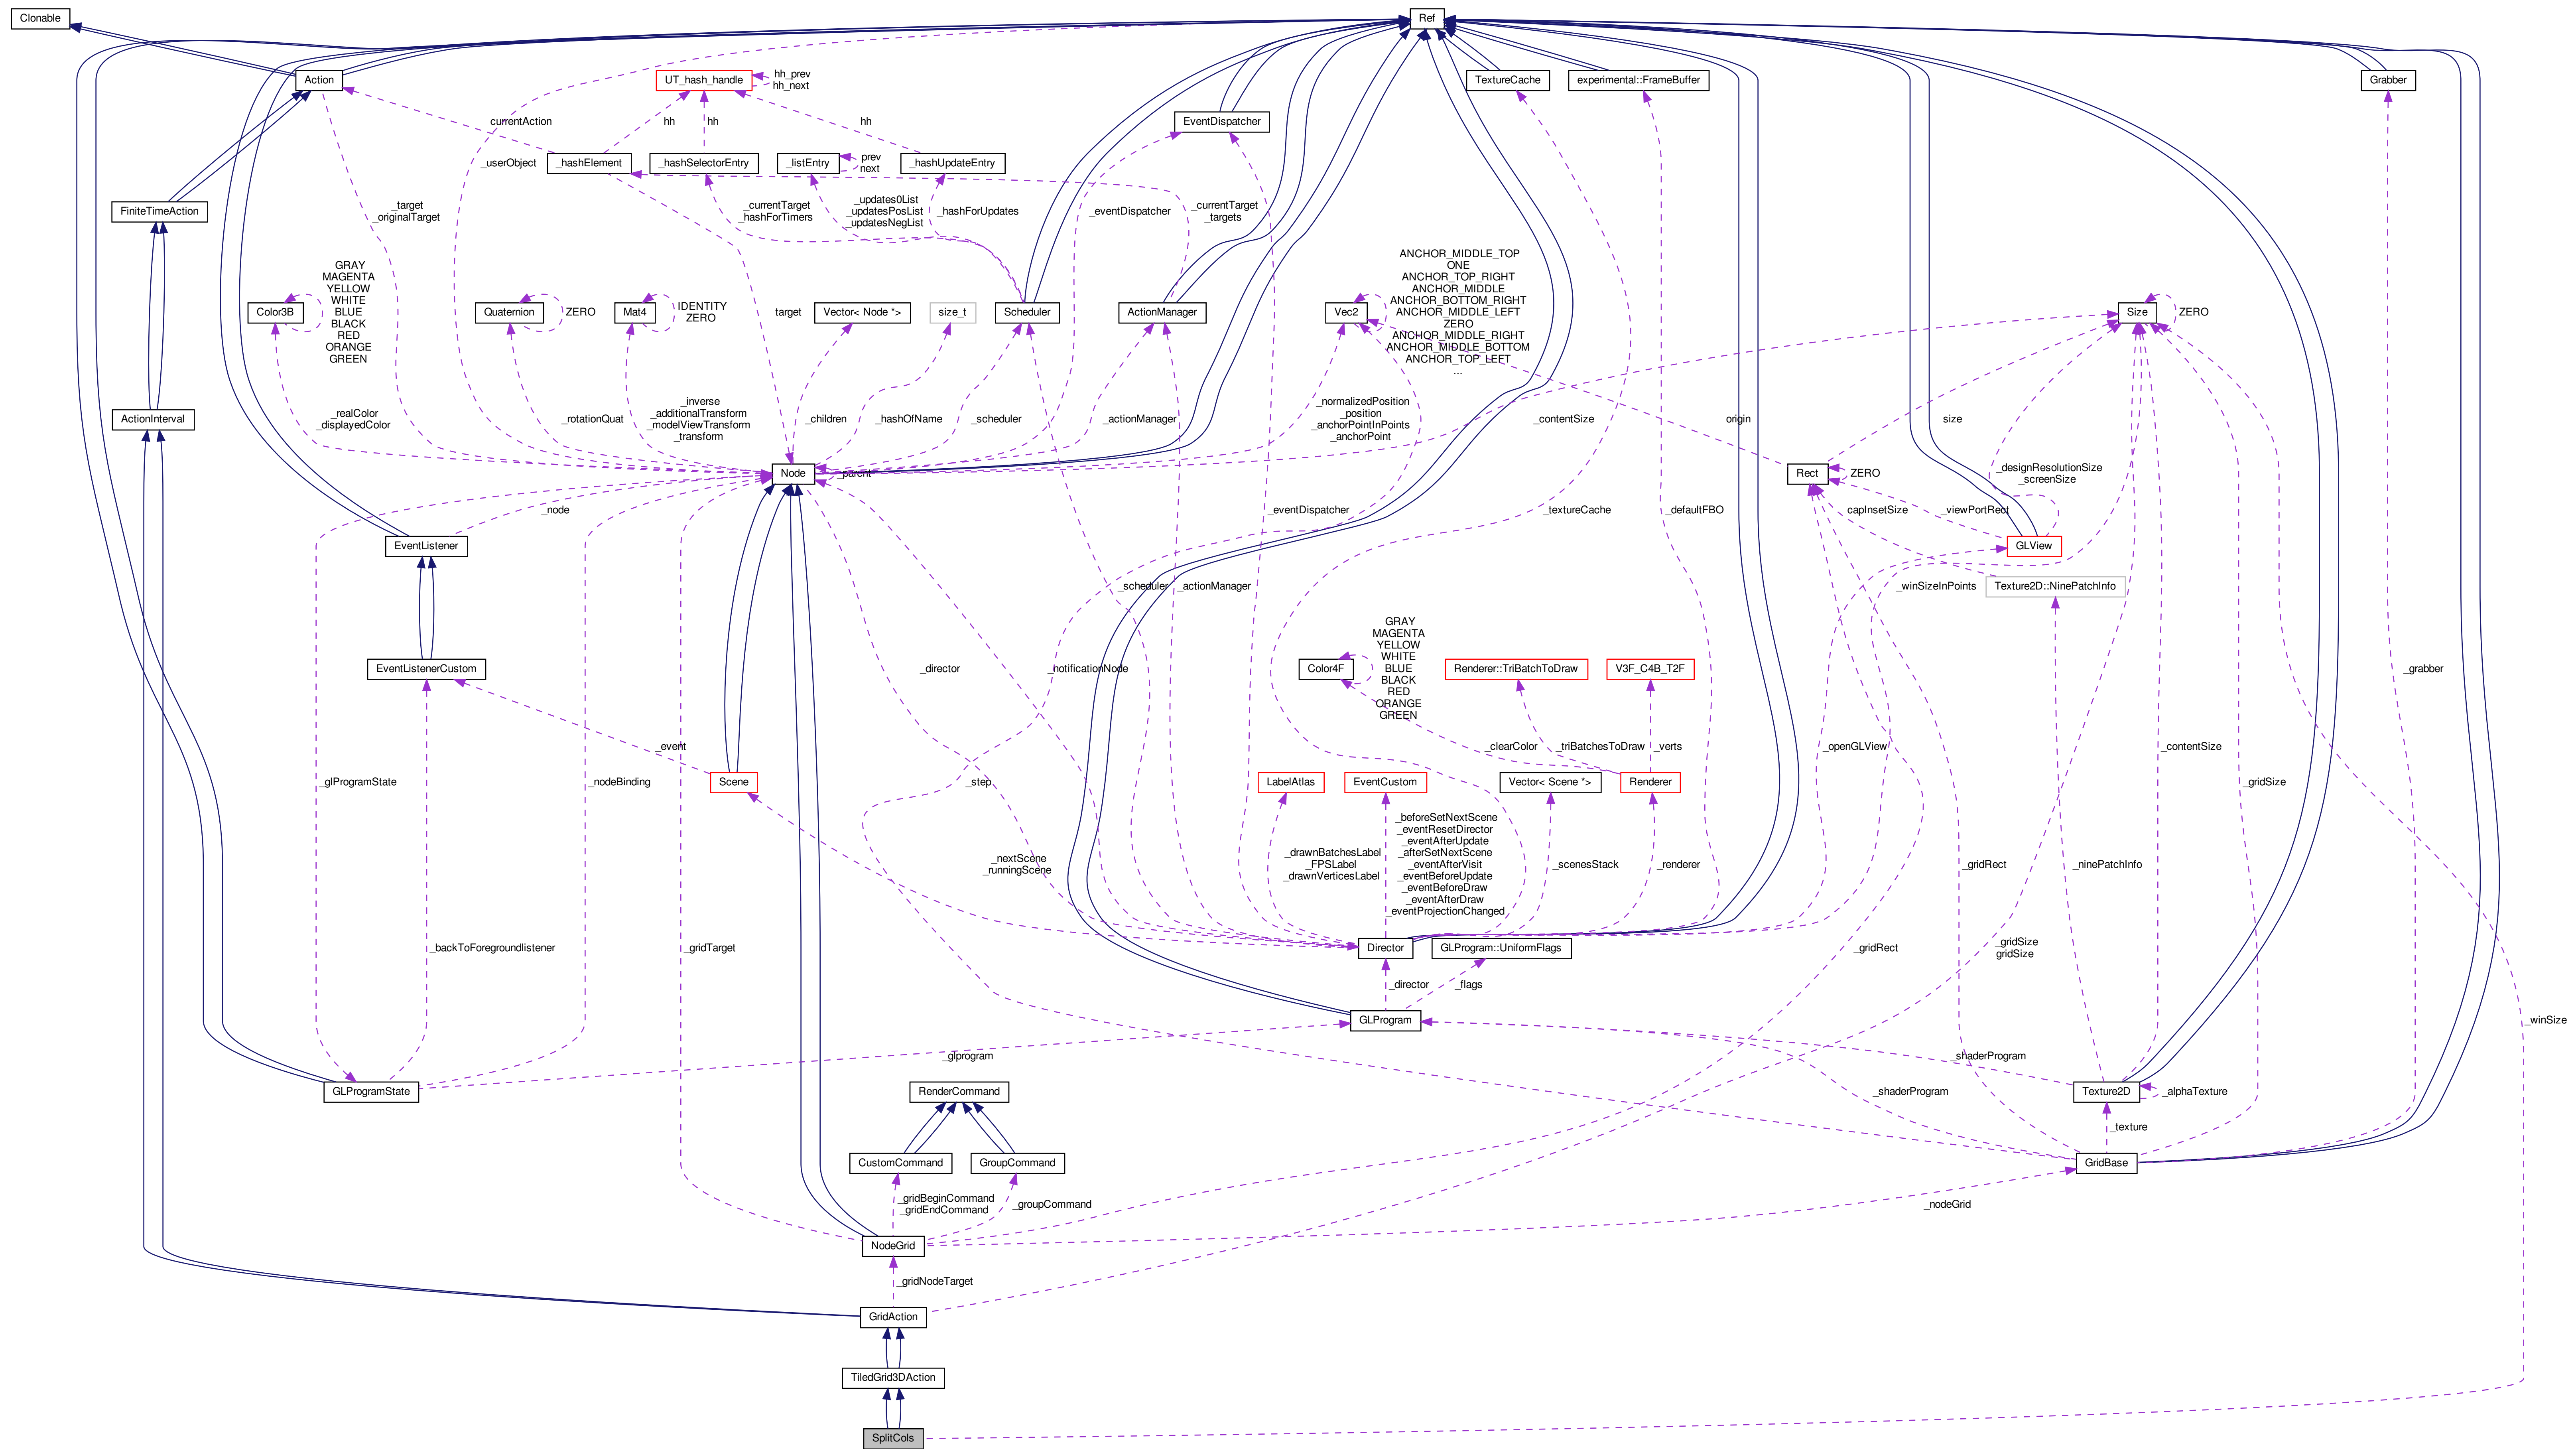 Clonable
Ref
Action
UT_hash_handle
hh_prev
hh_next
TextureCache
experimental::FrameBuffer
Grabber
currentAction
hh
hh
hh
EventDispatcher
_userObject
_hashElement
_hashSelectorEntry
_listEntry
prev
next
_hashUpdateEntry
FiniteTimeAction
_target
_originalTarget
_currentTarget
_hashForTimers
_updates0List
_updatesPosList
_updatesNegList
_hashForUpdates
_eventDispatcher
_currentTarget
_targets
Color3B
GRAY
MAGENTA
YELLOW
WHITE
BLUE
BLACK
RED
ORANGE
GREEN
Quaternion
ZERO
Mat4
IDENTITY
ZERO
target
Vector< Node *>
size_t
Scheduler
ActionManager
Vec2
ANCHOR_MIDDLE_TOP
ONE
ANCHOR_TOP_RIGHT
ANCHOR_MIDDLE
ANCHOR_BOTTOM_RIGHT
ANCHOR_MIDDLE_LEFT
ZERO
ANCHOR_MIDDLE_RIGHT
ANCHOR_MIDDLE_BOTTOM
ANCHOR_TOP_LEFT
...
Size
ZERO
ActionInterval
_realColor
_displayedColor
_rotationQuat
_inverse
_additionalTransform
_modelViewTransform
_transform
_children
_hashOfName
_scheduler
_actionManager
_normalizedPosition
_position
_anchorPointInPoints
_anchorPoint
_contentSize
origin
size
Node
_parent
Rect
ZERO
_designResolutionSize
_screenSize
_node
_eventDispatcher
_textureCache
_defaultFBO
capInsetSize
_viewPortRect
EventListener
GLView
_scheduler
_actionManager
_winSizeInPoints
Texture2D::NinePatchInfo
EventListenerCustom
_director
_notificationNode
Color4F
GRAY
MAGENTA
YELLOW
WHITE
BLUE
BLACK
RED
ORANGE
GREEN
Renderer::TriBatchToDraw
V3F_C4B_T2F
_grabber
_event
_clearColor
_triBatchesToDraw
_verts
_openGLView
_contentSize
_glProgramState
_nodeBinding
Scene
_step
LabelAtlas
EventCustom
Vector< Scene *>
Renderer
_gridSize
_nextScene
_runningScene
_drawnBatchesLabel
_FPSLabel
_drawnVerticesLabel
_beforeSetNextScene
_eventResetDirector
_eventAfterUpdate
_afterSetNextScene
_eventAfterVisit
_eventBeforeUpdate
_eventBeforeDraw
_eventAfterDraw
_eventProjectionChanged
_scenesStack
_renderer
_gridRect
_ninePatchInfo
_backToForegroundlistener
_gridTarget
Director
GLProgram::UniformFlags
_gridRect
_gridSize
gridSize
_director
_flags
GLProgram
_winSize
_glprogram
_shaderProgram
GLProgramState
RenderCommand
_shaderProgram
Texture2D
_alphaTexture
_texture
CustomCommand
GroupCommand
GridBase
_gridBeginCommand
_gridEndCommand
_groupCommand
_nodeGrid
NodeGrid
_gridNodeTarget
GridAction
TiledGrid3DAction
SplitCols